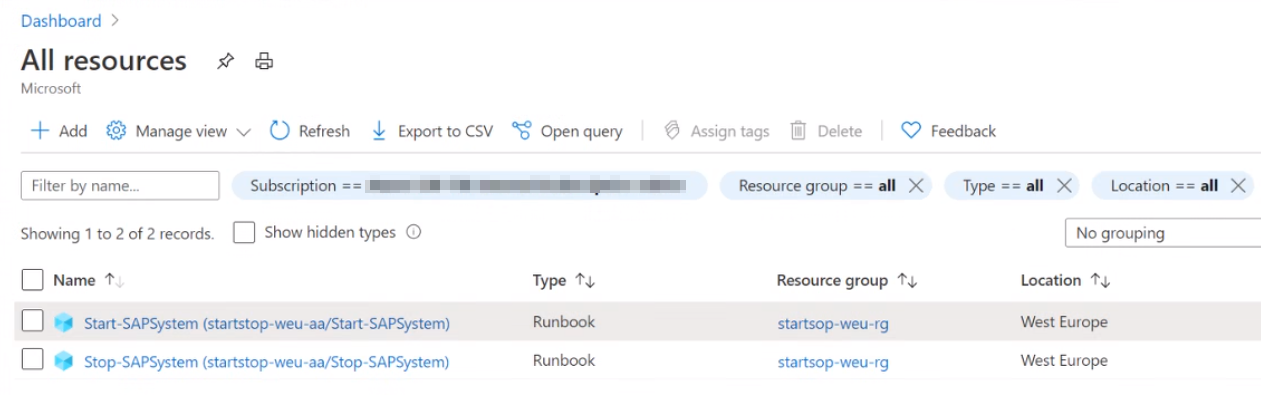 Dashboard >
All resources
Microsoft
+ Add Manage view Refresh Export to CSV Open query Assign tags Delete Feedback
Filter by name... Subscription == Resource group == all Type == all Location == all
Showing 1 to 2 of 2 records. Show hidden types No grouping
Name Type Resource group Location
Start-SAPSystem (startstop-weu-aa/Start-SAPSystem) Runbook startsop-weu-rg West Europe
Stop-SAPSystem (startstop-weu-aa/Stop-SAPSystem) Runbook startsop-weu-rg West Europe